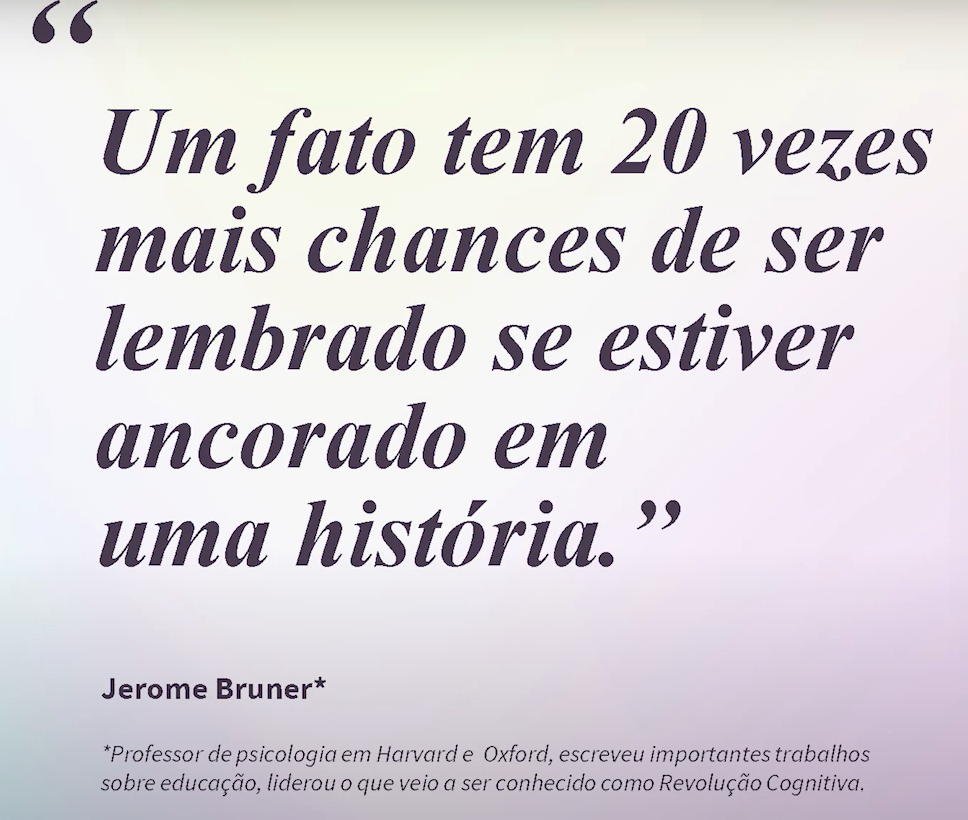 “
Um fato tem 20 vezes
mais chances de ser
lembrado se estiver
ancorado em
uma história.”
Jerome Bruner*
*Professor de psicologia em Harvard e Oxford, escreveu importantes trabalhos
sobre educação, liderou o que veio a ser conhecido como Revolução Cognitiva.